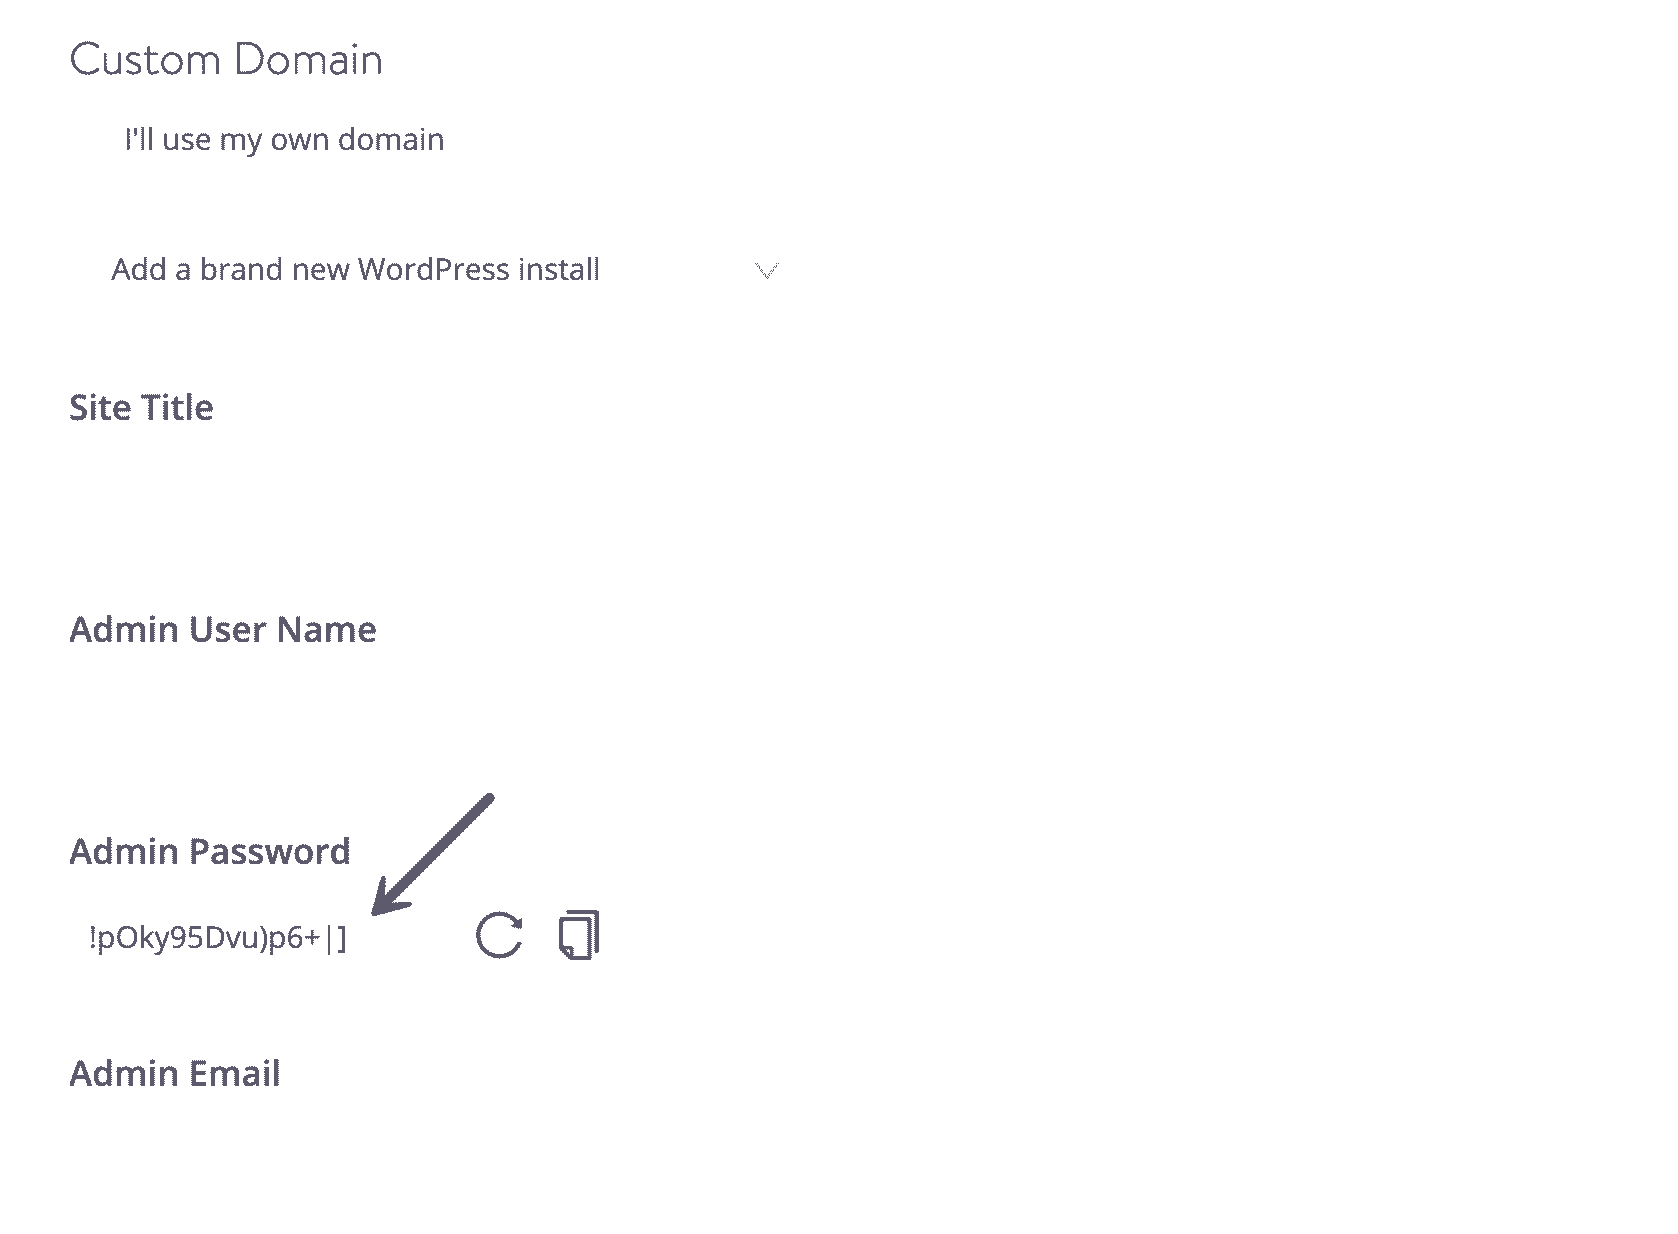 Custom Domain
I'll use my own domain
Add a brand new WordPress install
Site Title
Admin User Name
Admin Password
!pOky95Dvu)p6+|]
Admin Email